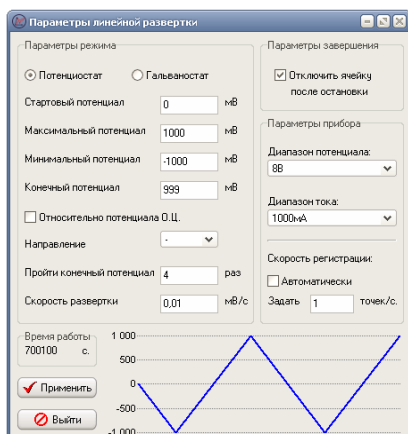 Параметры линейной развертки
Параметры режима
Потенциостат Гальваностат
Стартовый потенциал 0 мВ
Максимальный потенциал 1000 мВ
Минимальный потенциал -1000 мВ
Конечный потенциал 999 мВ
Относительно потенциала О.Ц.
Направление -
Пройти конечный потенциал 4 раз
Скорость развертки 0,01 мВ/с
Параметры завершения
Отключить ячейку
после остановки
Параметры прибора
Диапазон потенциала:
8В
Диапазон тока:
1000мА
Скорость регистрации:
Автоматически
Задать 1 точек/с.
Время работы
700100 с.
Применить
Выйти
1 000
500
0
-500
-1 000